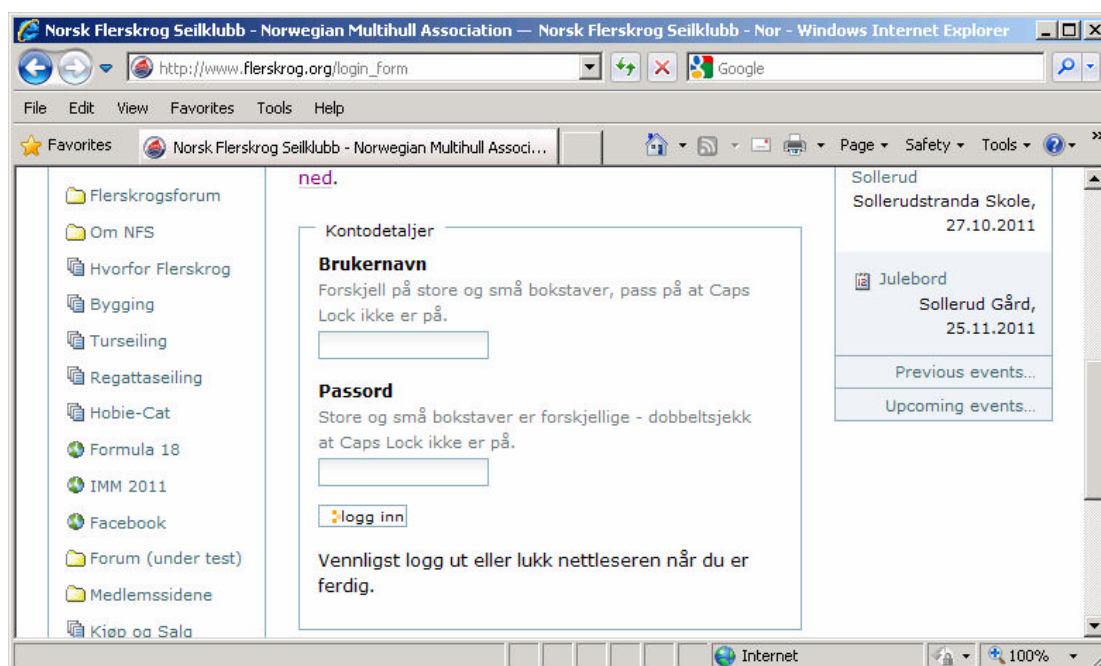 Norsk Flerskrog Seilklubb - Norwegian Multihull Association — Norsk Flerskrog Seilklubb - Nor - Windows Internet Explorer
http://www.flerskrog.org/login_form
Google
File Edit View Favorites Tools Help
Favorites
Norsk Flerskrog Seilklubb - Norwegian Multihull Associ...
Page Safety Tools
Flerskrogsforum
Om NFS
Hvorfor Flerskrog
Bygging
Turseiling
Regattaseiling
Hobie-Cat
Formula 18
IMM 2011
Facebook
Forum (under test)
Medlemssidene
Kjøp og Salg
ned.
Kontodetaljer
Brukernavn
Forskjell på store og små bokstaver, pass på at Caps
Lock ikke er på.
Passord
Store og små bokstaver er forskjellige - dobbeltsjekk
at Caps Lock ikke er på.
logg inn
Vennligst logg ut eller lukk nettleseren når du er
ferdig.
Sollerud
Sollerudstranda Skole,
27.10.2011
Julebord
Sollerud Gård,
25.11.2011
Previous events...
Upcoming events...
Internet
100%